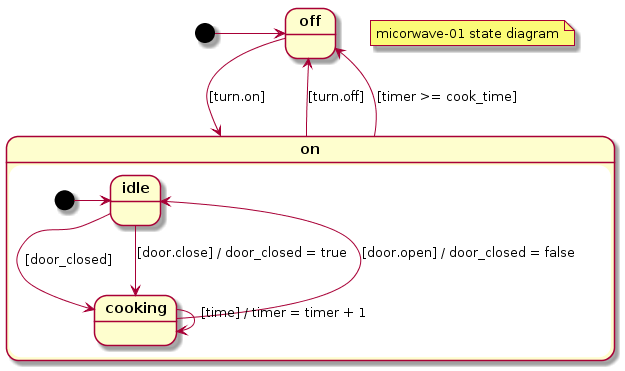 off
micorwave-01 state diagram
[turn.on]
[turn.off]
[timer >= cook_time]
on
idle
[door_closed]
[door.close] / door_closed = true
[door.open] / door_closed = false
cooking
[time] / timer = timer + 1